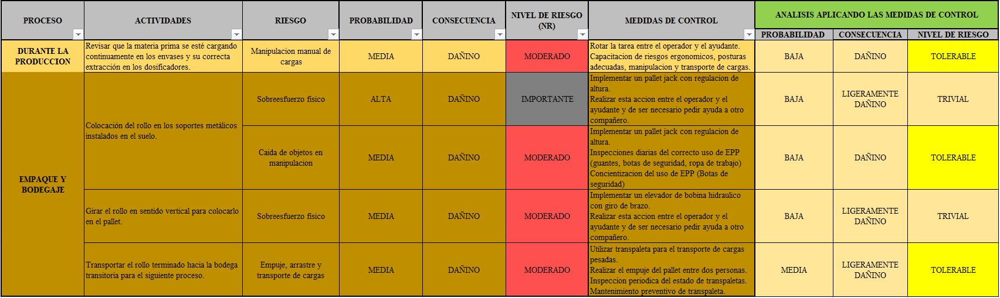 PROCESO
ACTIVIDADES
RIESGO
PROBABILIDAD
CONSECUENCIA
NIVEL DE RIESGO
(NR)
MEDIDAS DE CONTROL
ANALISIS APLICANDO LAS MEDIDAS DE CONTROL
PROBABILIDAD
CONSECUENCIA
NIVEL DE RIESGO
DURANTE LA
PRODUCCION
Revisar que la materia prima se esté cargando
continuamente en los envases y su correcta
extracción en los dosificadores.
Manipulacion manual de
cargas
MEDIA
DAÑINO
MODERADO
Rotar la tarea entre el operador y el ayudante.
Capacitacion de riesgos ergonomicos, posturas
adecuadas, manipulacion y transporte de cargas.
BAJA
DAÑINO
TOLERABLE
EMPAQUE Y
BODEGAJE
Colocación del rollo en los soportes metálicos
instalados en el suelo.
Sobreesfuerzo físico
ALTA
DAÑINO
IMPORTANTE
Implementar un pallet jack con regulacion de
altura.
Realizar esta accion entre el operador y el
ayudante y de ser necesario pedir ayuda a otro
compañero.
BAJA
LIGERAMENTE
DAÑINO
TRIVIAL
Caida de objetos en
manipulacion
MEDIA
DAÑINO
MODERADO
Implementar un pallet jack con regulacion de
altura.
Inspecciones diarias del correcto uso de EPP
(guantes, botas de seguridad, ropa de trabajo)
Concientizacion del uso de EPP (Botas de
seguridad)
BAJA
DAÑINO
TOLERABLE
Girar el rollo en sentido vertical para colocarlo
en el pallet.
Sobreesfuerzo físico
MEDIA
DAÑINO
MODERADO
Implementar un elevador de bobina hidraulico
con giro de brazo.
Realizar esta accion entre el operador y el
ayudante y de ser necesario pedir ayuda a otro
compañero.
BAJA
LIGERAMENTE
DAÑINO
TRIVIAL
Transportar el rollo terminado hacia la bodega
transitoria para el siguiente proceso.
Empuje, arrastre y
transporte de cargas
MEDIA
DAÑINO
MODERADO
Utilizar transpaleta para el transporte de cargas
pesadas.
Realizar el empuje del pallet entre dos personas.
Inspeccion periodica del estado de transpaletas.
Mantenimiento preventivo de transpaleta.
MEDIA
LIGERAMENTE
DAÑINO
TOLERABLE